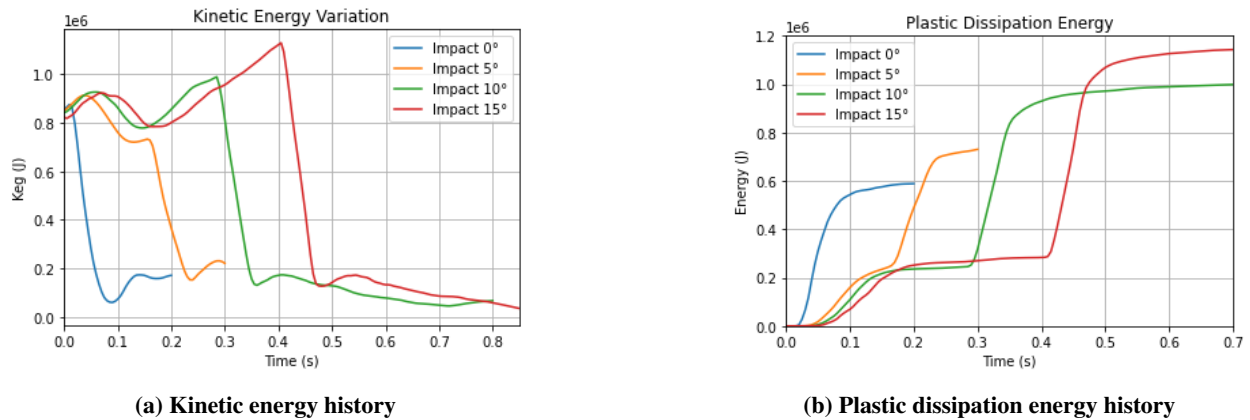 Kinetic Energy Variation
1e6
Keg (J)
1.0
0.8
0.6
0.4
0.2
0.0
Impact 0°
Impact 5°
Impact 10°
Impact 15°
0.0 0.1 0.2 0.3 0.4 0.5 0.6 0.7 0.8
Time (s)
(a) Kinetic energy history
Plastic Dissipation Energy
1e6
Energy (J)
1.2
1.0
0.8
0.6
0.4
0.2
0.0
Impact 0°
Impact 5°
Impact 10°
Impact 15°
0.0 0.1 0.2 0.3 0.4 0.5 0.6 0.7
Time (s)
(b) Plastic dissipation energy history